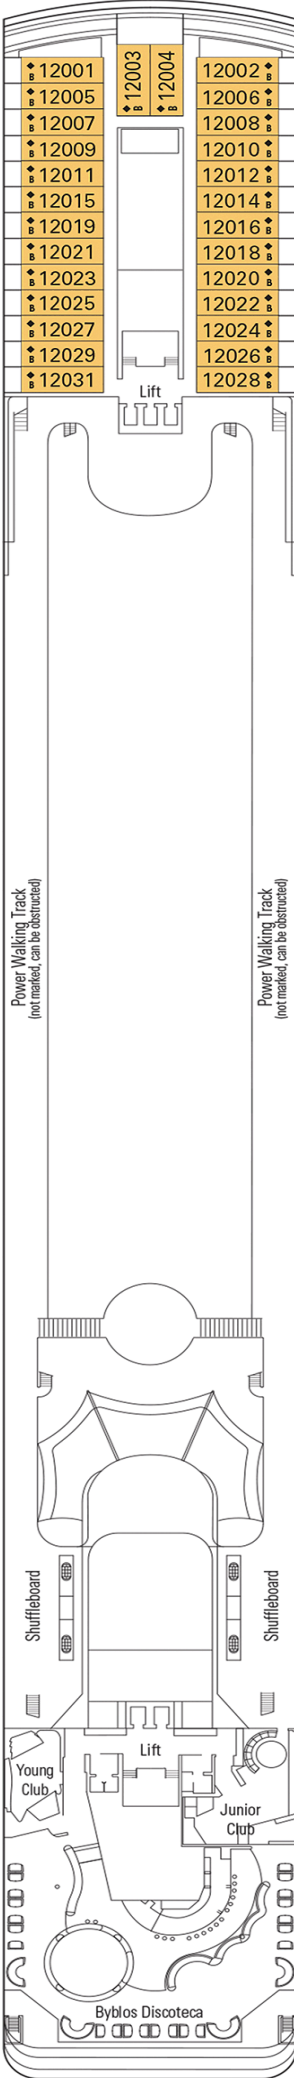 12003
12004
B 12001
12002 B
B 12005
12006 B
B 12007
12008 B
B 12009
12010 B
B 12011
12012 B
B 12015
12014 B
B 12019
12016 B
B 12021
12018 B
B 12023
12020 B
B 12025
12022 B
B 12027
12024 B
B 12029
12026 B
B 12031
12028 B
B
B
Lift
Power Walking Track
(not marked, can be obstructed)
Power Walking Track
(not marked, can be obstructed)
Shuffleboard
Shuffleboard
Lift
Young
Club
Junior
Club
Byblos Discoteca